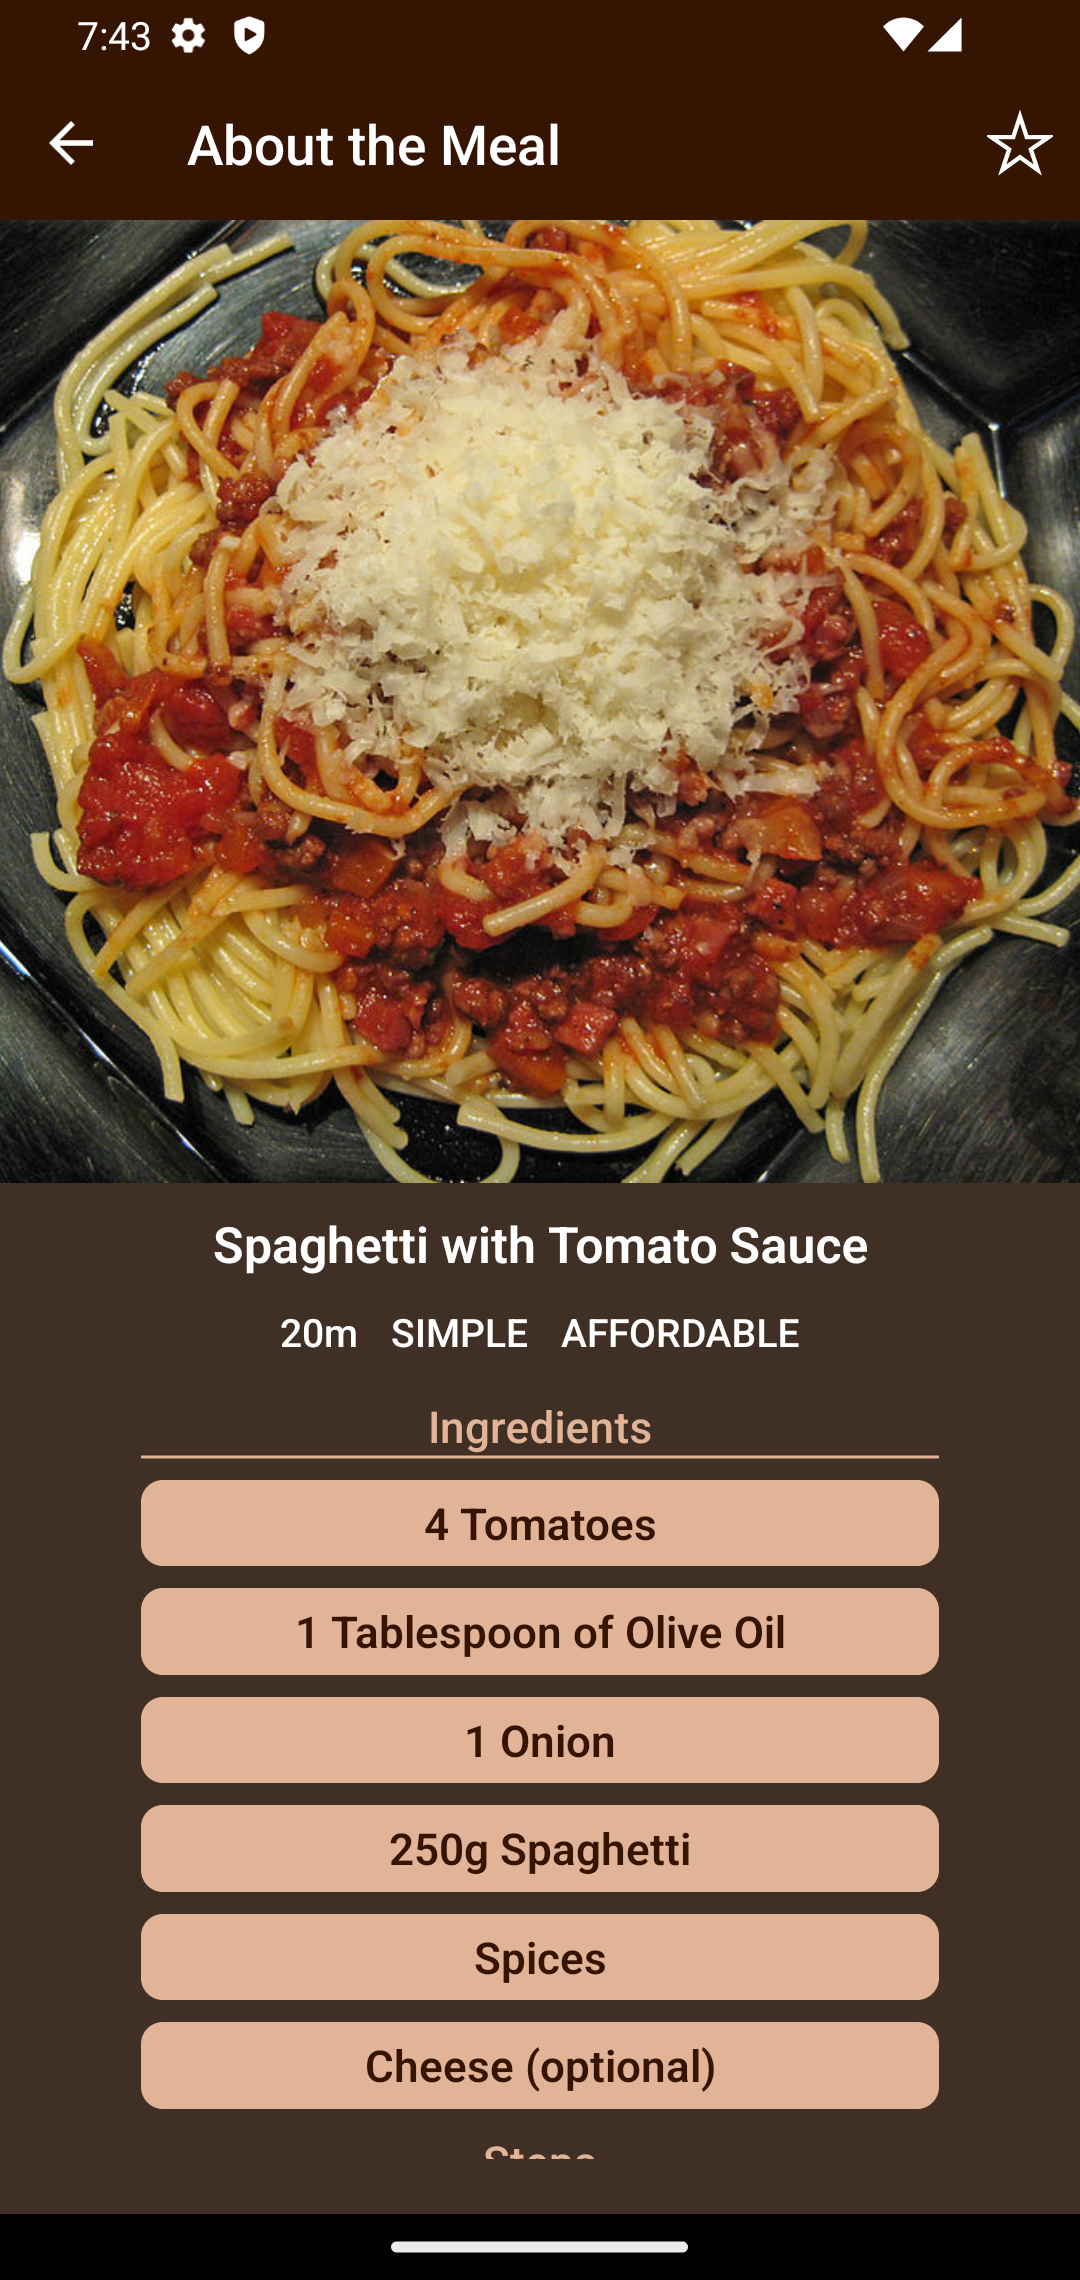 7:43
About the Meal
Spaghetti with Tomato Sauce
20m SIMPLE AFFORDABLE
Ingredients
4 Tomatoes
1 Tablespoon of Olive Oil
1 Onion
250g Spaghetti
Spices
Cheese (optional)
Steps